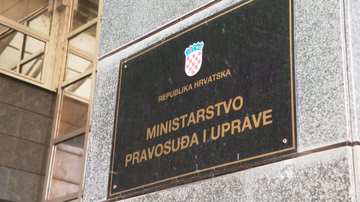 REPUBLIKA HRVATSKA
MINISTARSTVO
PRAVOSUĐA I UPRAVE